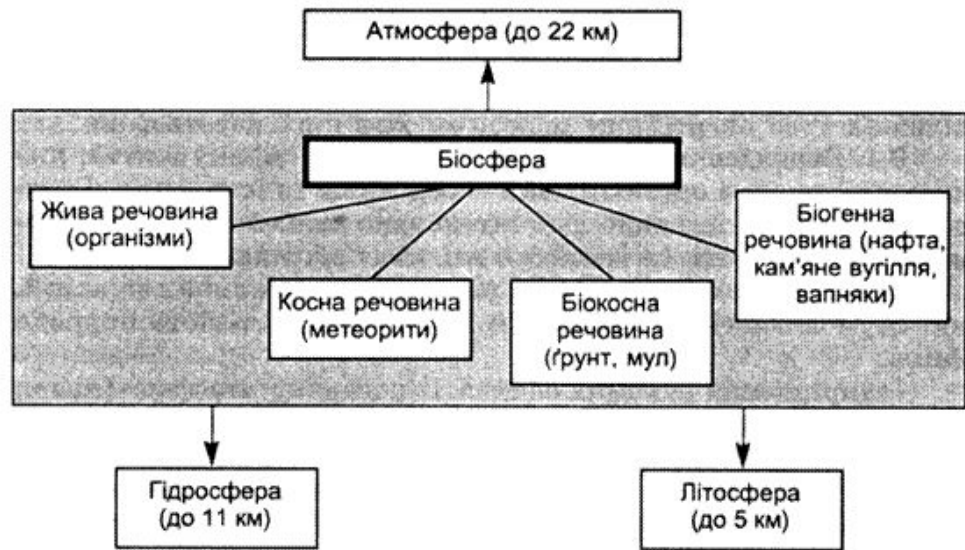 Атмосфера (до 22 км)
Біосфера
Жива речовина
(організми)
Косна речовина
(метеорити)
Біокосна
речовина
(ґрунт, мул)
Біогенна
речовина (нафта,
кам’яне вугілля,
вапняки)
Гідросфера
(до 11 км)
Літосфера
(до 5 км)